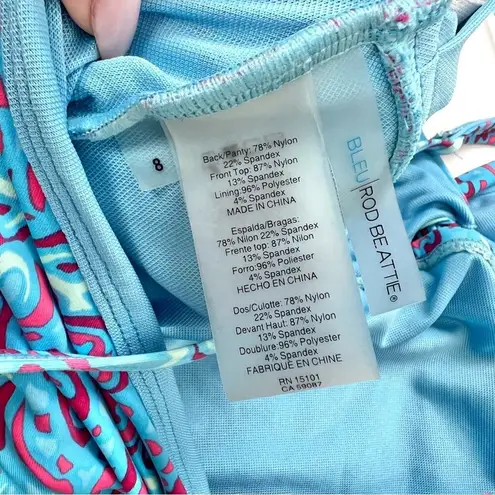 8
Back/Panty: 78% Nylon
22% Spandex
Front Top: 87% Nylon
13% Spandex
Lining:96% Polyester
4% Spandex
MADE IN CHINA
Espalda/Bragas:
78% Nilon 22% Spandex
Frente top: 87% Nilon
13% Spandex
Forro:96% Polyester
4% Spandex
HECHO EN CHINA
Dos/Culotte: 78% Nylon
22% Spandex
Devant Haut: 87% Nylon
13% Spandex
Doublure:96% Polyester
4% Spandex
FABRIQUÉ EN CHINE
RN 15101
CA 59087
BLEU|ROD BEATTIE®